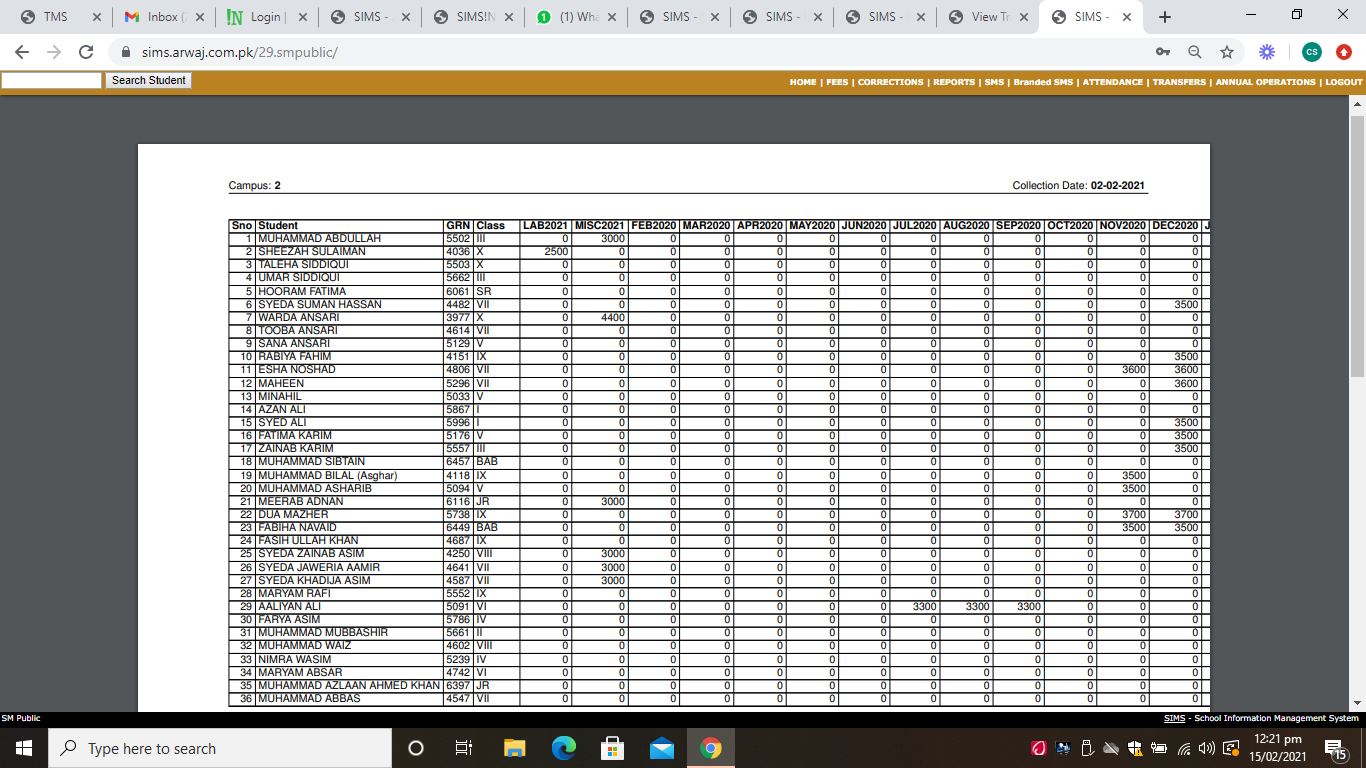 TMS Inbox ( Login | SIMS - SIMS!N (1) Wha SIMS - SIMS - SIMS - View Tr SIMS -
sims.arwaj.com.pk/29.smpublic/ CS
Search Student HOME | FEES | CORRECTIONS | REPORTS | SMS | Branded SMS | ATTENDANCE | TRANSFERS | ANNUAL OPERATIONS | LOGOUT
Campus: 2 Collection Date: 02-02-2021
Sno Student GRN Class LAB2021 MISC2021 FEB2020 MAR2020 APR2020 MAY2020 JUN2020 JUL2020 AUG2020 SEP2020 OCT2020 NOV2020 DEC2020 J
1 MUHAMMAD ABDULLAH 5502 III 0 3000 0 0 0 0 0 0 0 0 0 0 0
2 SHEEZAH SULAIMAN 4036 X 2500 0 0 0 0 0 0 0 0 0 0 0 0
3 TALEHA SIDDIQUI 5503 X 0 0 0 0 0 0 0 0 0 0 0 0 0
4 UMAR SIDDIQUI 5662 III 0 0 0 0 0 0 0 0 0 0 0 0 0
5 HOORAM FATIMA 6061 SR 0 0 0 0 0 0 0 0 0 0 0 0 0
6 SYEDA SUMAN HASSAN 4482 VII 0 0 0 0 0 0 0 0 0 0 0 0 3500
7 WARDA ANSARI 3977 X 0 4400 0 0 0 0 0 0 0 0 0 0 0
8 TOOBA ANSARI 4614 VII 0 0 0 0 0 0 0 0 0 0 0 0 0
9 SANA ANSARI 5129 V 0 0 0 0 0 0 0 0 0 0 0 0 0
10 RABIYA FAHIM 4151 IX 0 0 0 0 0 0 0 0 0 0 0 0 3500
11 ESHA NOSHAD 4806 VII 0 0 0 0 0 0 0 0 0 0 0 3600 3600
12 MAHEEN 5296 VII 0 0 0 0 0 0 0 0 0 0 0 0 3600
13 MINAHIL 5033 V 0 0 0 0 0 0 0 0 0 0 0 0 0
14 AZAN ALI 5867 I 0 0 0 0 0 0 0 0 0 0 0 0 0
15 SYED ALI 5996 I 0 0 0 0 0 0 0 0 0 0 0 0 3500
16 FATIMA KARIM 5176 V 0 0 0 0 0 0 0 0 0 0 0 0 3500
17 ZAINAB KARIM 5557 III 0 0 0 0 0 0 0 0 0 0 0 0 3500
18 MUHAMMAD SIBTAIN 6457 BAB 0 0 0 0 0 0 0 0 0 0 0 0 0
19 MUHAMMAD BILAL (Asghar) 4118 IX 0 0 0 0 0 0 0 0 0 0 0 3500 0
20 MUHAMMAD ASHARIB 5094 V 0 0 0 0 0 0 0 0 0 0 0 3500 0
21 MEERAB ADNAN 6116 JR 0 3000 0 0 0 0 0 0 0 0 0 0 0
22 DUA MAZHER 5738 IX 0 0 0 0 0 0 0 0 0 0 0 3700 3700
23 FABIHA NAVAID 6449 BAB 0 0 0 0 0 0 0 0 0 0 0 3500 3500
24 FASIH ULLAH KHAN 4687 IX 0 0 0 0 0 0 0 0 0 0 0 0 0
25 SYEDA ZAINAB ASIM 4250 VIII 0 3000 0 0 0 0 0 0 0 0 0 0 0
26 SYEDA JAWERIA AAMIR 4641 VII 0 3000 0 0 0 0 0 0 0 0 0 0 0
27 SYEDA KHADIJA ASIM 4587 VII 0 3000 0 0 0 0 0 0 0 0 0 0 0
28 MARYAM RAFI 5552 IX 0 0 0 0 0 0 0 0 0 0 0 0 0
29 AALIYAN ALI 5091 VI 0 0 0 0 0 0 0 3300 3300 3300 0 0 0
30 FARYA ASIM 5786 IV 0 0 0 0 0 0 0 0 0 0 0 0 0
31 MUHAMMAD MUBBASHIR 5661 II 0 0 0 0 0 0 0 0 0 0 0 0 0
32 MUHAMMAD WAIZ 4602 VIII 0 0 0 0 0 0 0 0 0 0 0 0 0
33 NIMRA WASIM 5239 IV 0 0 0 0 0 0 0 0 0 0 0 0 0
34 MARYAM ABSAR 4742 VI 0 0 0 0 0 0 0 0 0 0 0 0 0
35 MUHAMMAD AZLAAN AHMED KHAN 6397 JR 0 0 0 0 0 0 0 0 0 0 0 0 0
36 MUHAMMAD ABBAS 4547 VII 0 0 0 0 0 0 0 0 0 0 0 0 0
SM Public SIMS - School Information Management System
Type here to search 12:21 pm
15/02/2021 15